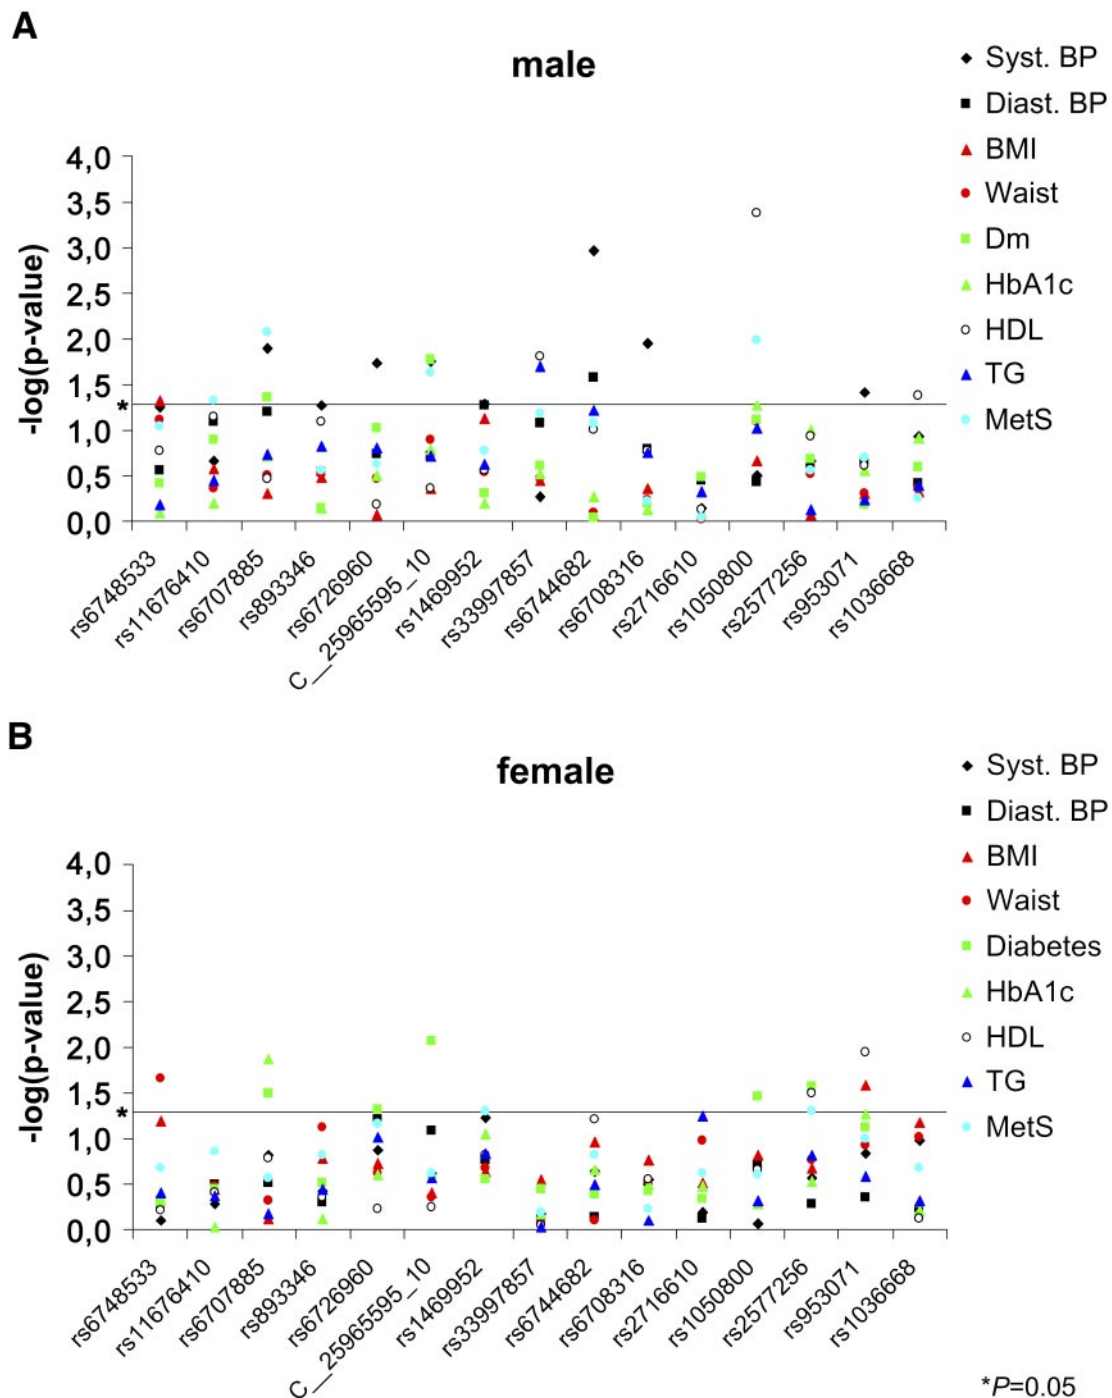 A
male
Syst. BP
Diast. BP
BMI
Waist
Dm
HbA1c
HDL
TG
MetS
-log(p-value)
4,0
3,5
3,0
2,5
2,0
1,5
*
1,0
0,5
0,0
rs6748533
rs11676410
rs6707885
rs893346
rs6726960
C__25965595_10
rs1469952
rs33997857
rs6744682
rs6708316
rs2716610
rs1050800
rs2577256
rs953071
rs1036668
B
female
Syst. BP
Diast. BP
BMI
Waist
Diabetes
HbA1c
HDL
TG
MetS
-log(p-value)
4,0
3,5
3,0
2,5
2,0
1,5
*
1,0
0,5
0,0
rs6748533
rs11676410
rs6707885
rs893346
rs6726960
C__25965595_10
rs1469952
rs33997857
rs6744682
rs6708316
rs2716610
rs1050800
rs2577256
rs953071
rs1036668
*P=0.05